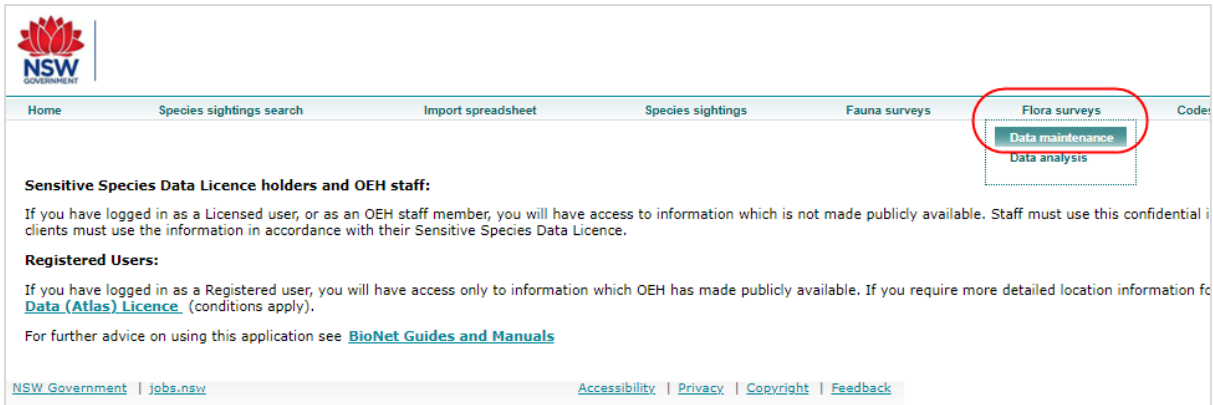 NSW
GOVERNMENT
Home Species sightings search Import spreadsheet Species sightings Fauna surveys Flora surveys Codes
Data maintenance
Data analysis
Sensitive Species Data Licence holders and OEH staff:
If you have logged in as a Licensed user, or as an OEH staff member, you will have access to information which is not made publicly available. Staff must use this confidential i
clients must use the information in accordance with their Sensitive Species Data Licence.
Registered Users:
If you have logged in as a Registered user, you will have access only to information which OEH has made publicly available. If you require more detailed location information fo
Data (Atlas) Licence (conditions apply).
For further advice on using this application see BioNet Guides and Manuals
NSW Government | jobs.nsw Accessibility | Privacy | Copyright | Feedback